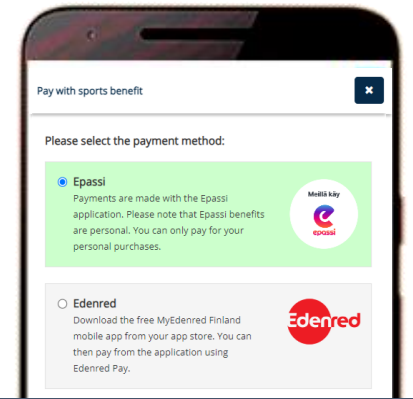 Pay with sports benefit
Please select the payment method:
Epassi
Payments are made with the Epassi
application. Please note that Epassi benefits
are personal. You can only pay for your
personal purchases.
Meillä käy
epassi
Edenred
Download the free MyEdenred Finland
mobile app from your app store. You can
then pay from the application using
Edenred Pay.
Edenred